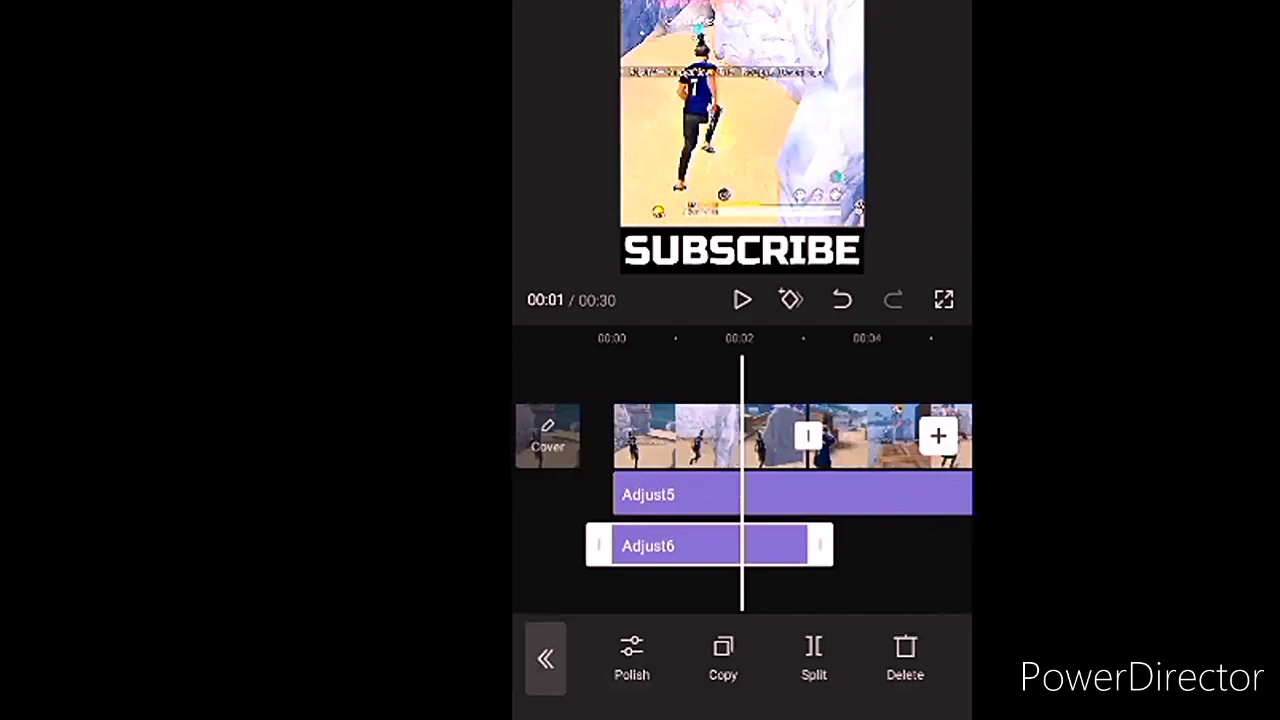 7
SUBSCRIBE
00:01 / 00:30
00:00
00:02
00:04
Cover
Adjust5
Adjust6
Polish
Copy
Split
Delete
PowerDirector